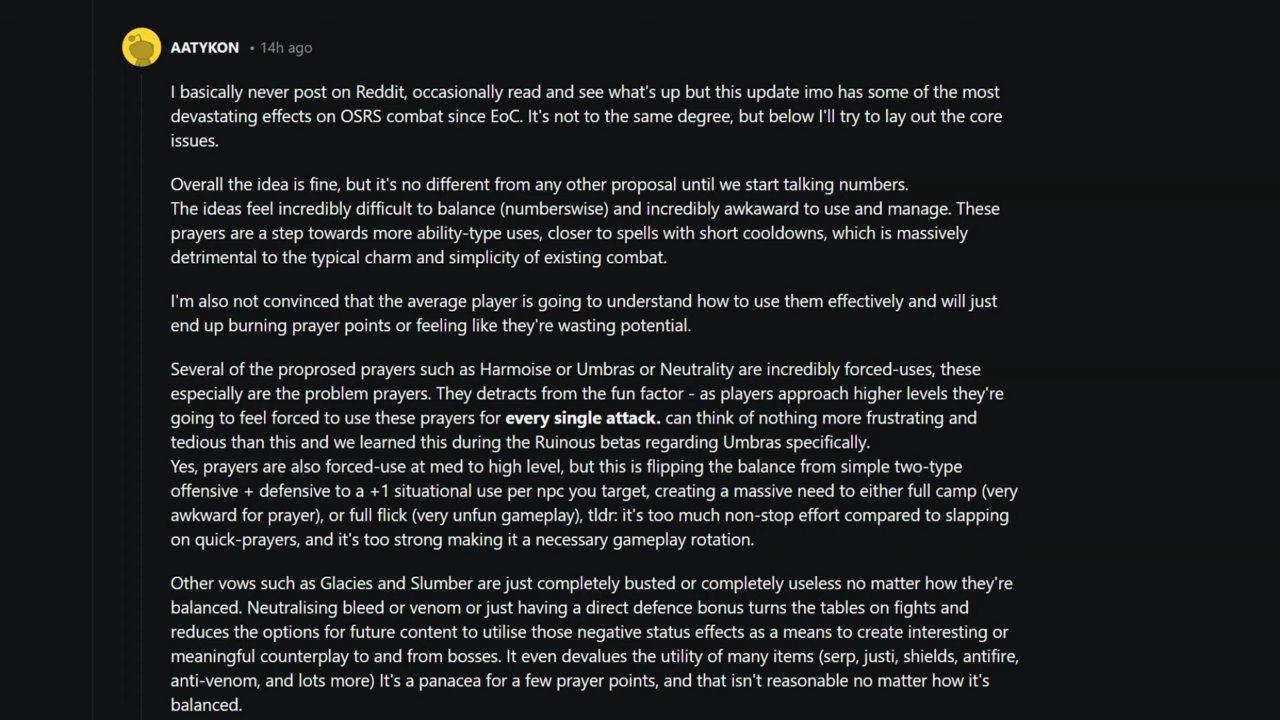 AATYKON • 14h ago
I basically never post on Reddit, occasionally read and see what's up but this update imo has some of the most
devastating effects on OSRS combat since EoC. It's not to the same degree, but below I'll try to lay out the core
issues.
Overall the idea is fine, but it's no different from any other proposal until we start talking numbers.
The ideas feel incredibly difficult to balance (numberswise) and incredibly awkaward to use and manage. These
prayers are a step towards more ability-type uses, closer to spells with short cooldowns, which is massively
detrimental to the typical charm and simplicity of existing combat.
I'm also not convinced that the average player is going to understand how to use them effectively and will just
end up burning prayer points or feeling like they're wasting potential.
Several of the proprosed prayers such as Harmoise or Umbras or Neutrality are incredibly forced-uses, these
especially are the problem prayers. They detracts from the fun factor - as players approach higher levels they're
going to feel forced to use these prayers for every single attack. can think of nothing more frustrating and
tedious than this and we learned this during the Ruinous betas regarding Umbras specifically.
Yes, prayers are also forced-use at med to high level, but this is flipping the balance from simple two-type
offensive + defensive to a +1 situational use per npc you target, creating a massive need to either full camp (very
awkward for prayer), or full flick (very unfun gameplay), tldr: it's too much non-stop effort compared to slapping
on quick-prayers, and it's too strong making it a necessary gameplay rotation.
Other vows such as Glacies and Slumber are just completely busted or completely useless no matter how they're
balanced. Neutralising bleed or venom or just having a direct defence bonus turns the tables on fights and
reduces the options for future content to utilise those negative status effects as a means to create interesting or
meaningful counterplay to and from bosses. It even devalues the utility of many items (serp, justi, shields, antifire,
anti-venom, and lots more) It's a panacea for a few prayer points, and that isn't reasonable no matter how it's
balanced.